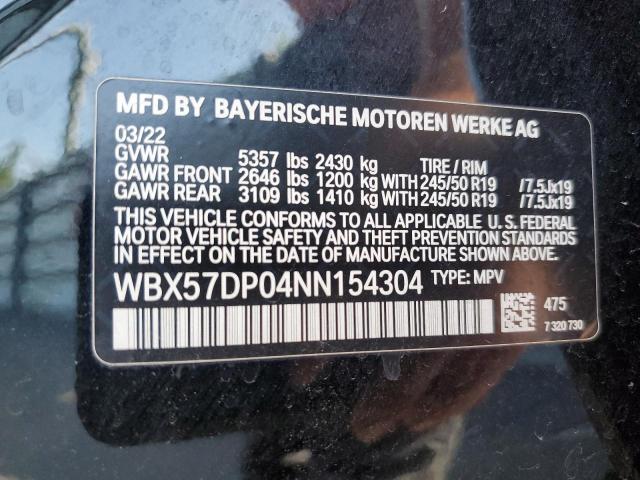 MFD BY BAYERISCHE MOTOREN WERKE AG
03/22
GVWR 5357 lbs 2430 kg TIRE / RIM
GAWR FRONT 2646 lbs 1200 kg WITH 245/50 R19 /7.5Jx19
GAWR REAR 3109 lbs 1410 kg WITH 245/50 R19 /7.5Jx19
THIS VEHICLE CONFORMS TO ALL APPLICABLE U. S. FEDERAL
MOTOR VEHICLE SAFETY AND THEFT PREVENTION STANDARDS
IN EFFECT ON THE DATE OF MANUFACTURE SHOWN ABOVE.
WBX57DP04NN154304 TYPE: MPV
475
7 320 730